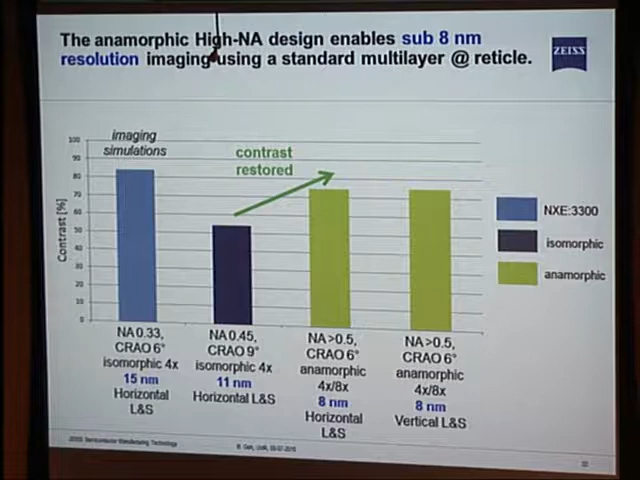 The anamorphic High-NA design enables sub 8 nm
resolution imaging using a standard multilayer @ reticle.
ZEISS
imaging
simulations
contrast
restored
Contrast [%]
100
90
80
70
60
50
40
30
20
10
0
NXE:3300
isomorphic
anamorphic
NA 0.33,
CRAO 6°
isomorphic 4x
15 nm
Horizontal
L&S
NA 0.45,
CRAO 9°
isomorphic 4x
11 nm
Horizontal L&S
NA >0.5,
CRAO 6°
anamorphic
4x/8x
8 nm
Horizontal
L&S
NA >0.5,
CRAO 6°
anamorphic
4x/8x
8 nm
Vertical L&S
ZEISS Semiconductor Manufacturing Technology